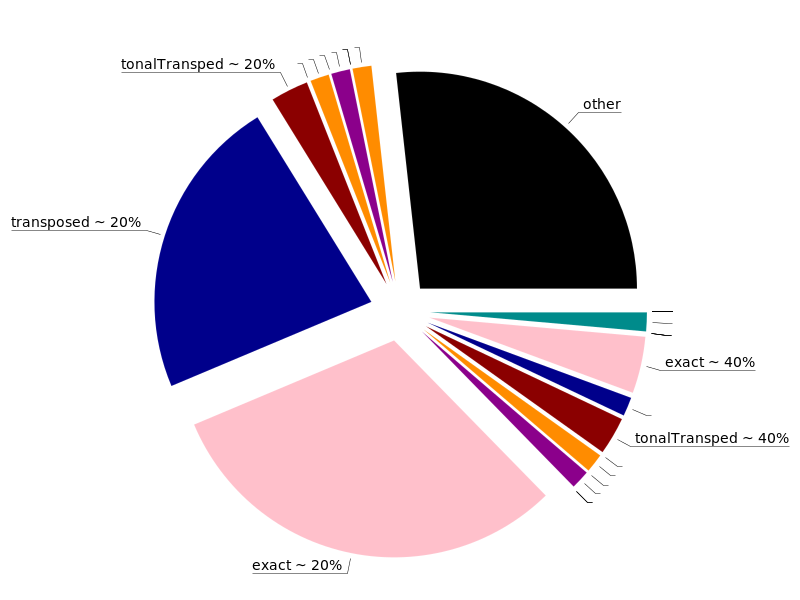 tonalTransped ~ 20%
other
transposed ~ 20%
exact ~ 40%
tonalTransped ~ 40%
exact ~ 20%